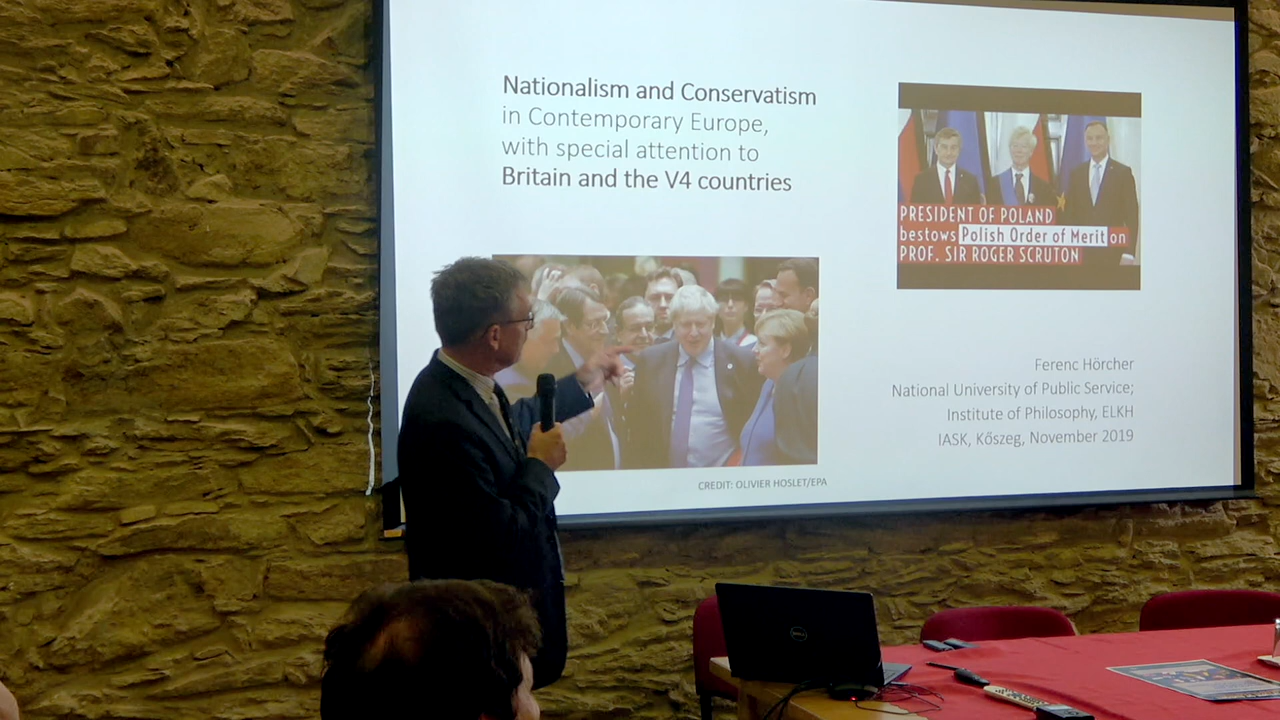 Nationalism and Conservatism
in Contemporary Europe,
with special attention to
Britain and the V4 countries
PRESIDENT OF POLAND
bestows Polish Order of Merit on
PROF. SIR ROGER SCRUTON
Ferenc Hörcher
National University of Public Service;
Institute of Philosophy, ELKH
IASK, Kőszeg, November 2019
CREDIT: OLIVIER HOSLET/EPA
DELL